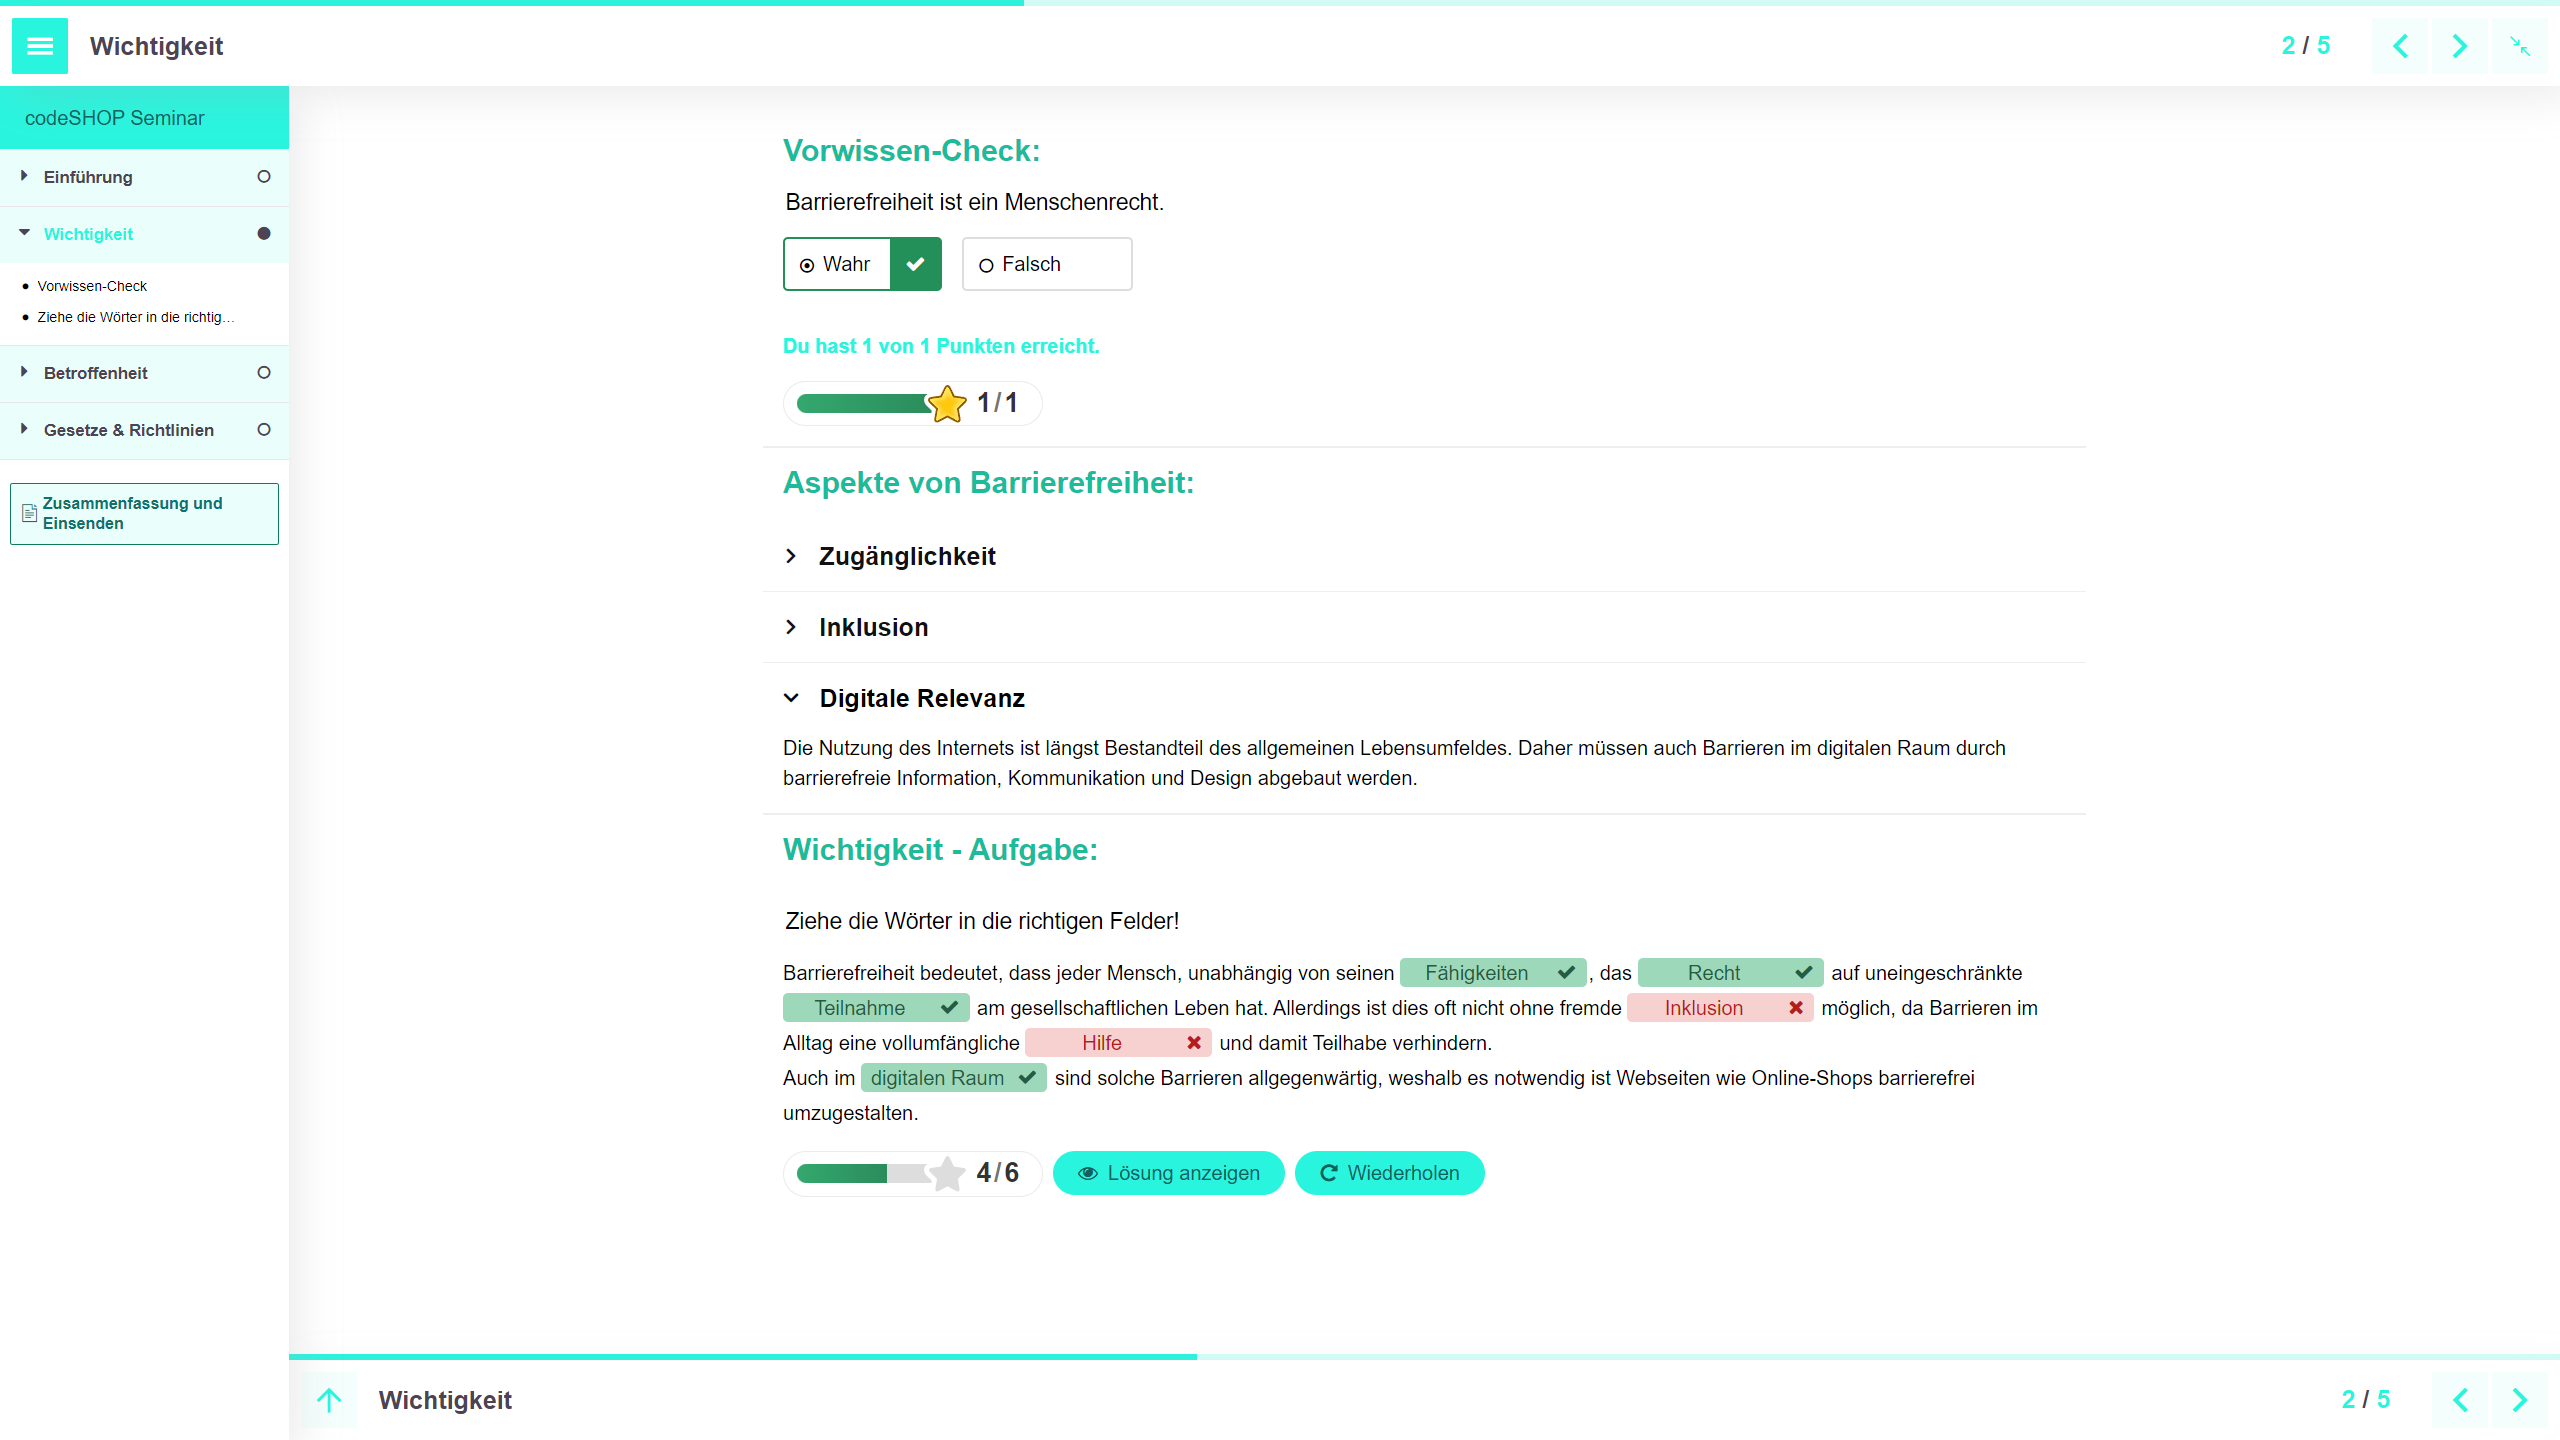 Wichtigkeit
2 / 5
codeSHOP Seminar
Einführung
Wichtigkeit
Vorwissen-Check
Ziehe die Wörter in die richtig...
Betroffenheit
Gesetze & Richtlinien
Zusammenfassung und
Einsenden
Vorwissen-Check:
Barrierefreiheit ist ein Menschenrecht.
Wahr
Falsch
Du hast 1 von 1 Punkten erreicht.
1/1
Aspekte von Barrierefreiheit:
Zugänglichkeit
Inklusion
Digitale Relevanz
Die Nutzung des Internets ist längst Bestandteil des allgemeinen Lebensumfeldes. Daher müssen auch Barrieren im digitalen Raum durch
barrierefreie Information, Kommunikation und Design abgebaut werden.
Wichtigkeit - Aufgabe:
Ziehe die Wörter in die richtigen Felder!
Barrierefreiheit bedeutet, dass jeder Mensch, unabhängig von seinen Fähigkeiten , das Recht auf uneingeschränkte
Teilnahme am gesellschaftlichen Leben hat. Allerdings ist dies oft nicht ohne fremde Inklusion möglich, da Barrieren im
Alltag eine vollumfängliche Hilfe und damit Teilhabe verhindern.
Auch im digitalen Raum sind solche Barrieren allgegenwärtig, weshalb es notwendig ist Webseiten wie Online-Shops barrierefrei
umzugestalten.
4/6
Lösung anzeigen
Wiederholen
Wichtigkeit
2 / 5